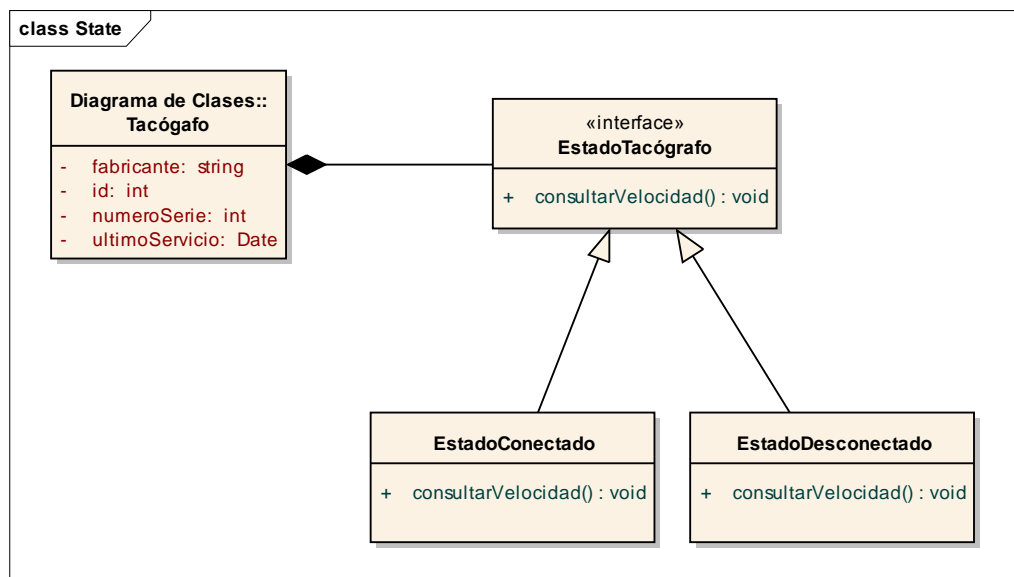 class State
Diagrama de Clases::
Tacógafo
- fabricante: string
- id: int
- numeroSerie: int
- ultimoServicio: Date
«interface»
EstadoTacógrafo
+ consultarVelocidad() : void
EstadoConectado
+ consultarVelocidad() : void
EstadoDesconectado
+ consultarVelocidad() : void